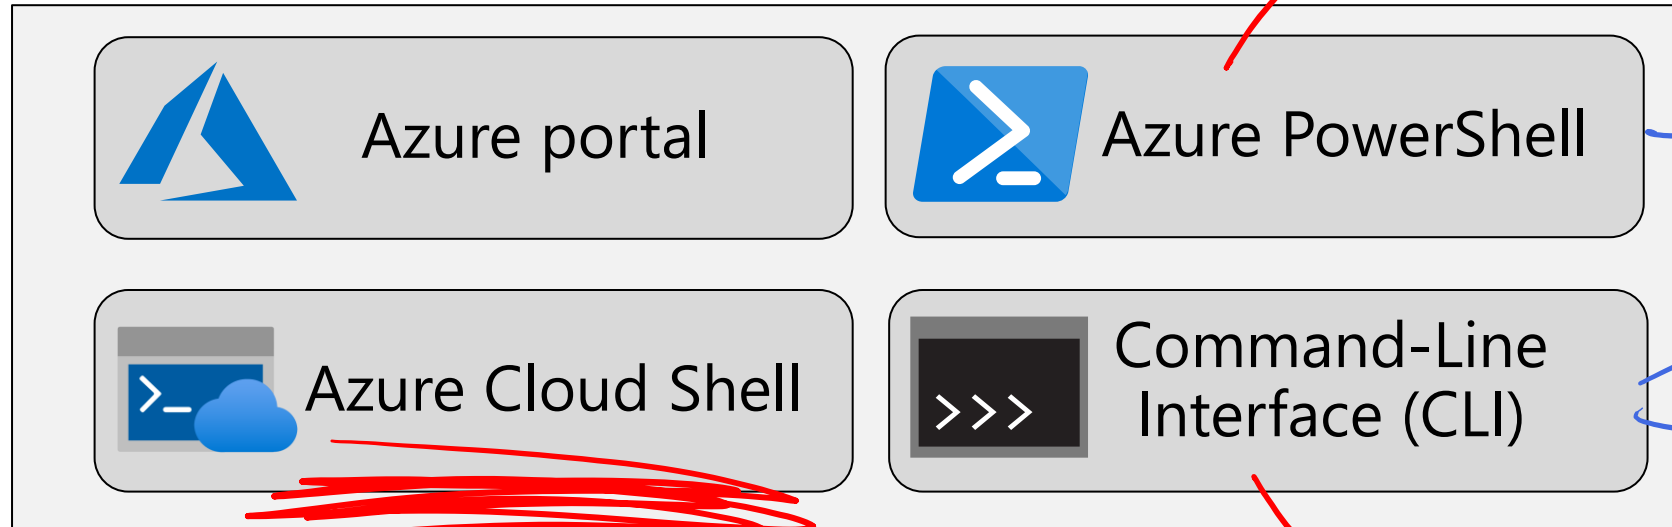 Azure portal
Azure PowerShell
Azure Cloud Shell
Command-Line
Interface (CLI)